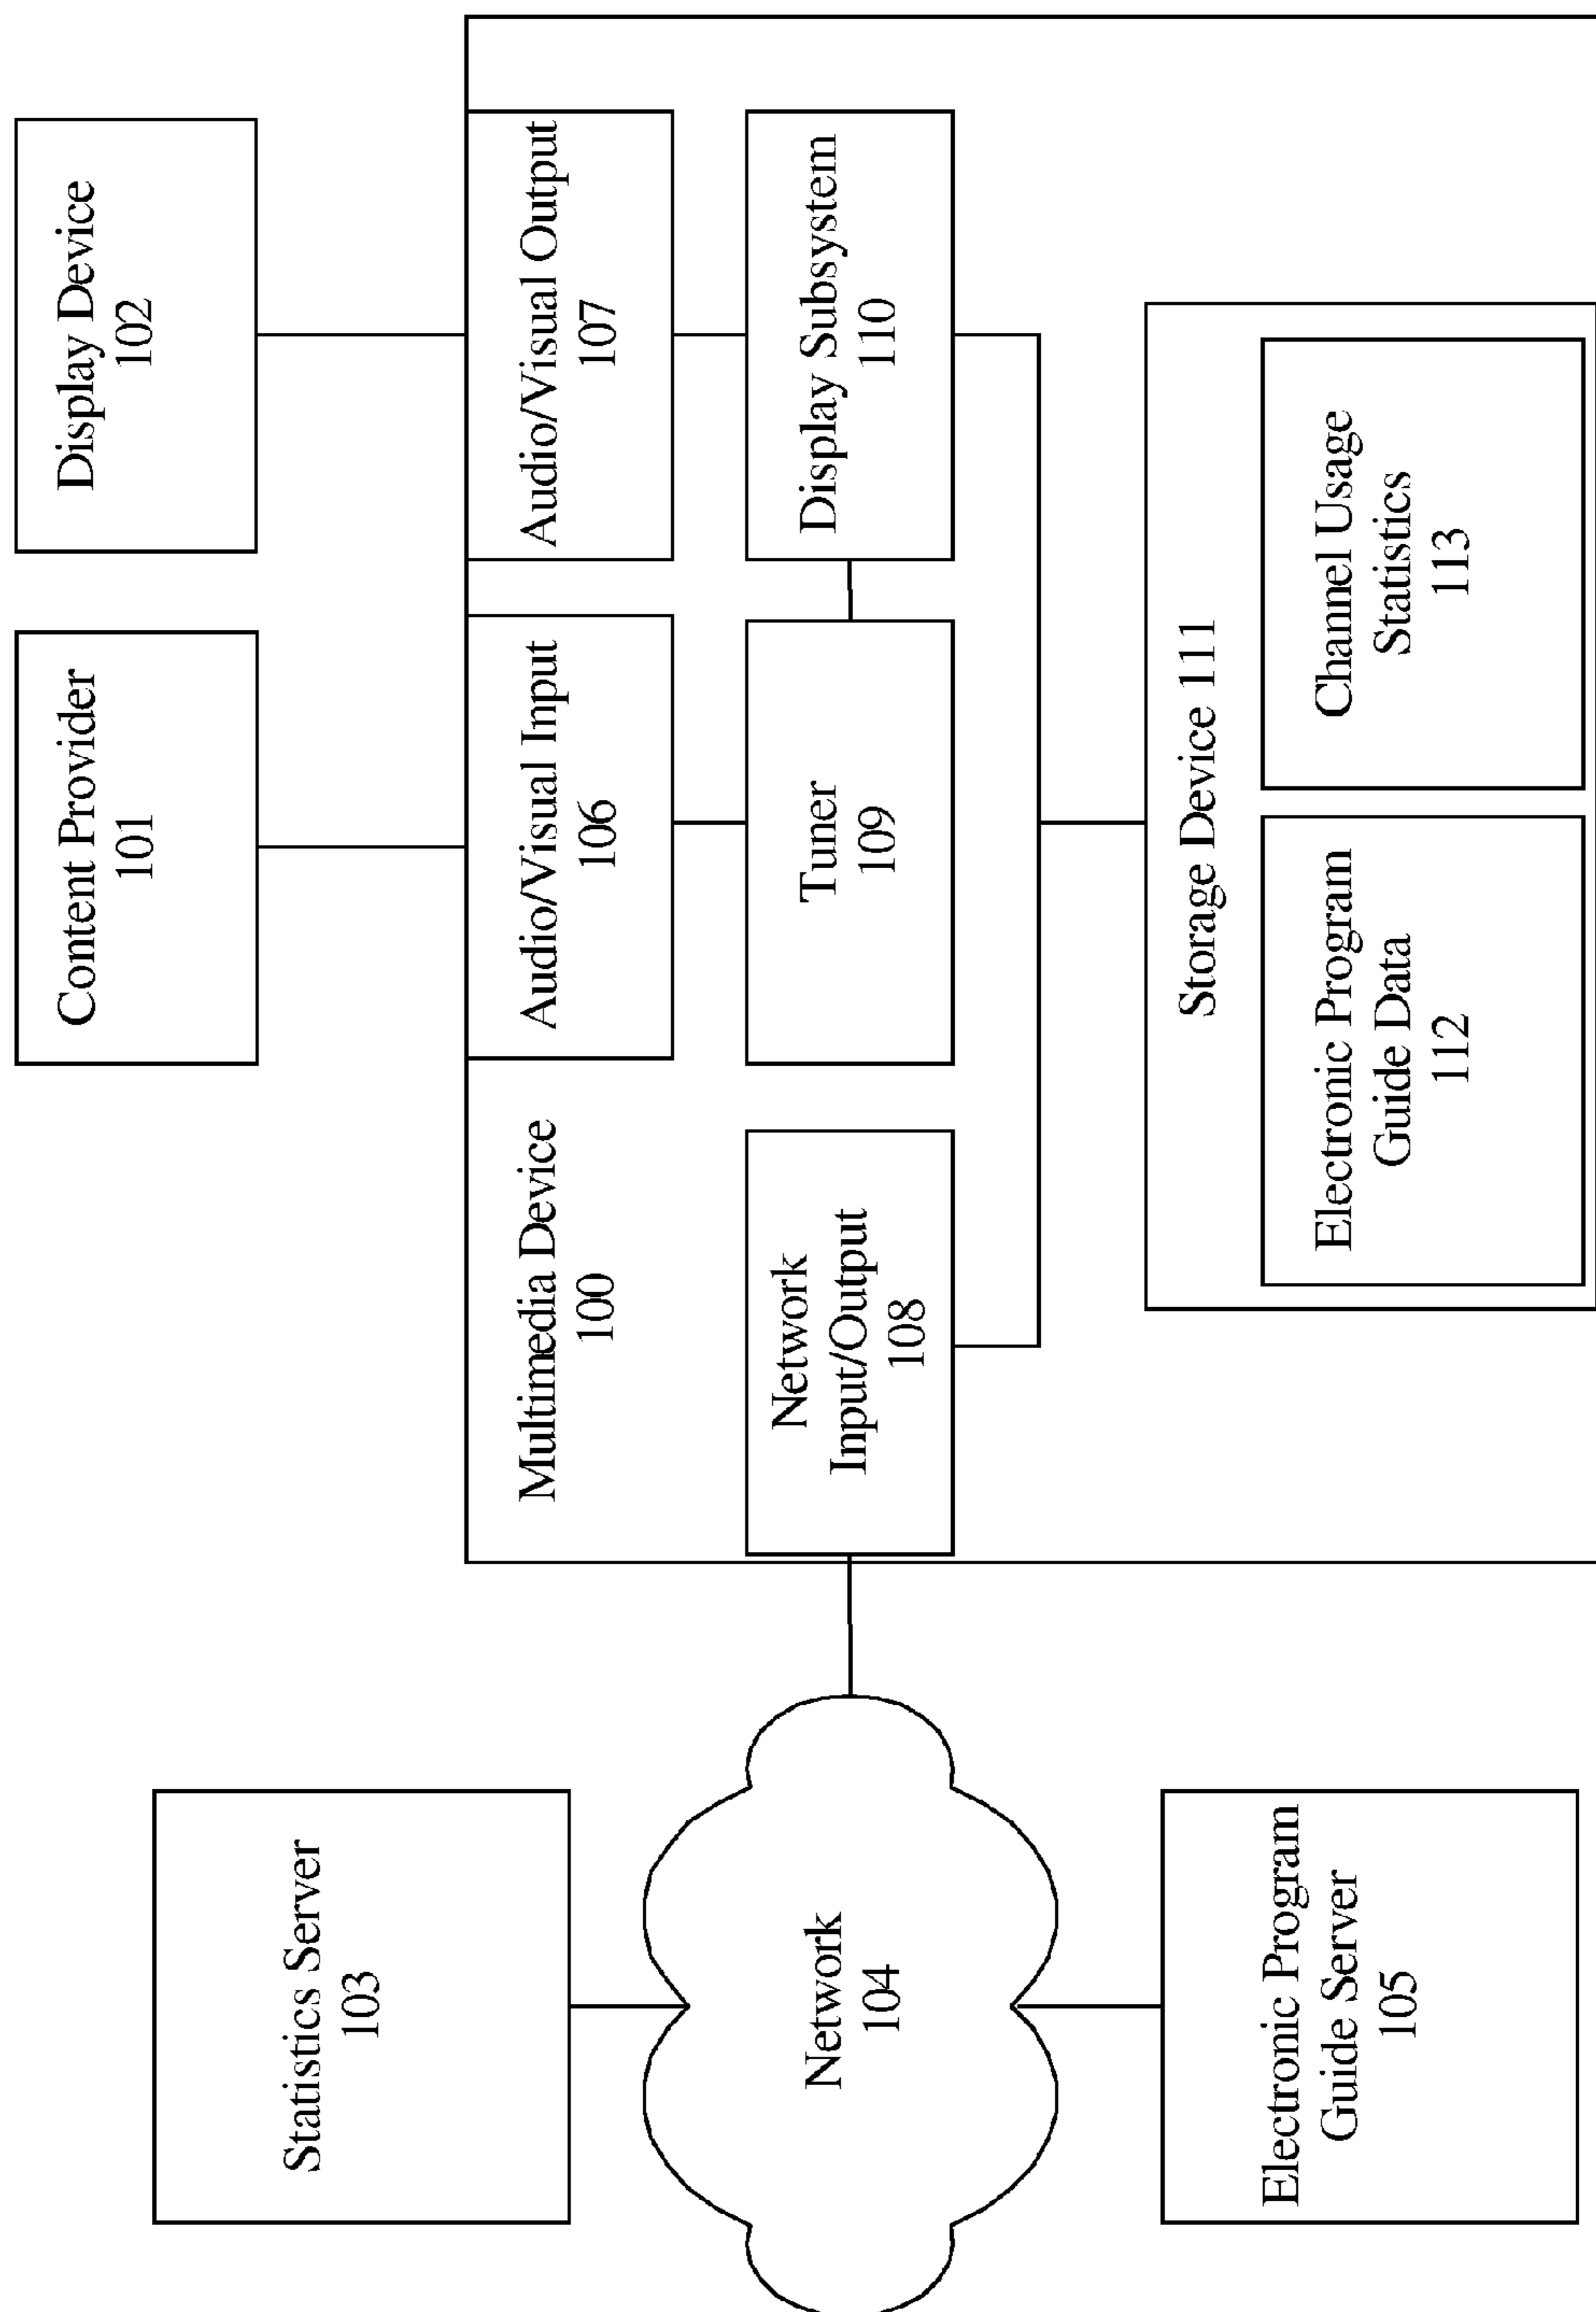 Content Provider
101
Display Device
102
Statistics Server
103
Multimedia Device
100
Audio/Visual Input
106
Audio/Visual Output
107
Network
104
Network
Input/Output
108
Tuner
109
Display Subsystem
110
Electronic Program
Guide Server
105
Storage Device 111
Electronic Program
Guide Data
112
Channel Usage
Statistics
113